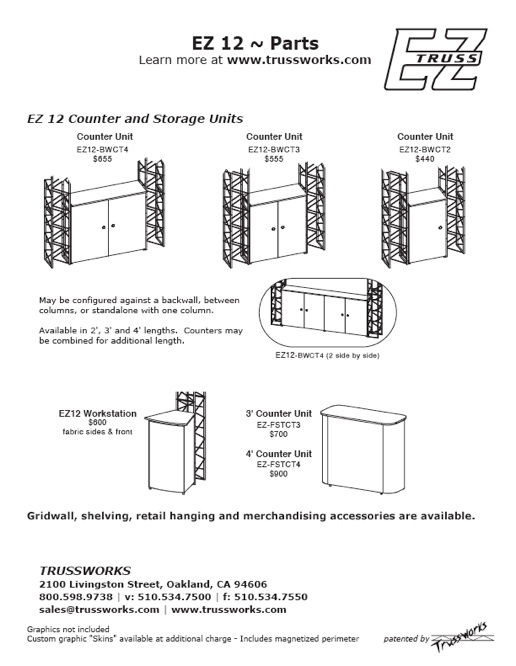 EZ 12 ~ Parts
Learn more at www.trussworks.com
EZ
TRUSS
EZ 12 Counter and Storage Units
Counter Unit
EZ12-BWCT4
$655
Counter Unit
EZ12-BWCT3
$555
Counter Unit
EZ12-BWCT2
$440
May be configured against a backwall, between
columns, or standalone with one column.
Available in 2', 3' and 4' lengths. Counters may
be combined for additional length.
EZ12-BWCT4 (2 side by side)
EZ12 Workstation
$600
fabric sides & front
3' Counter Unit
EZ-FSTCT3
$700
4' Counter Unit
EZ-FSTCT4
$900
Gridwall, shelving, retail hanging and merchandising accessories are available.
TRUSSWORKS
2100 Livingston Street, Oakland, CA 94606
800.598.9738 | v: 510.534.7500 | f: 510.534.7550
sales@trussworks.com | www.trussworks.com
Graphics not included
Custom graphic "Skins" available at additional charge - Includes magnetized perimeter
patented by Trussworks